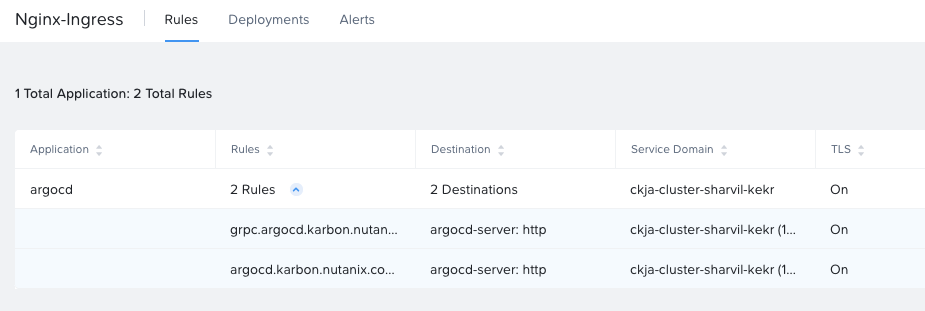 Nginx-Ingress Rules Deployments Alerts
1 Total Application: 2 Total Rules
Application Rules Destination Service Domain TLS
argocd 2 Rules 2 Destinations ckja-cluster-sharvil-kekr On
grpc.argocd.karbon.nutan... argocd-server: http ckja-cluster-sharvil-kekr (1... On
argocd.karbon.nutanix.co... argocd-server: http ckja-cluster-sharvil-kekr (1... On